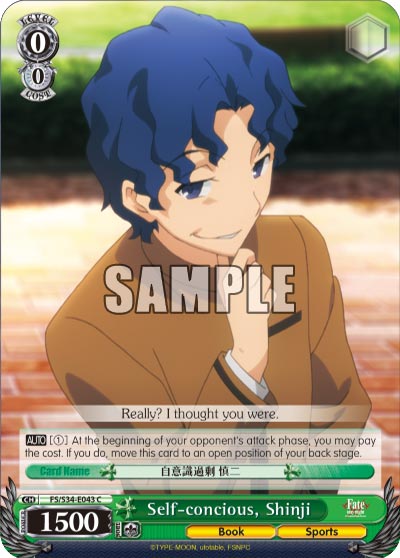 LEVEL
0
0
COST
SAMPLE
Really? I thought you were.
AUTO [①] At the beginning of your opponent's attack phase, you may pay
the cost. If you do, move this card to an open position of your back stage.
Card Name
自意識過剰 慎二
CH FS/S34-E043 C
POWER
1500
Self-concious, Shinji
Fate
Book
Sports
©TYPE-MOON, ufotable, FSNPC